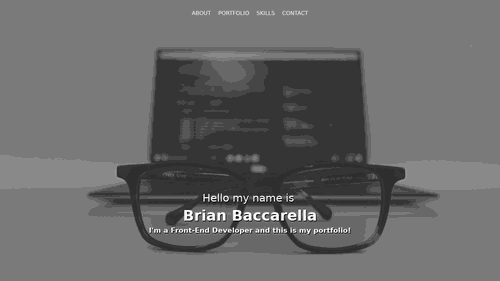 ABOUT PORTFOLIO SKILLS CONTACT
Hello my name is
Brian Baccarella
I'm a Front-End Developer and this is my portfolio!